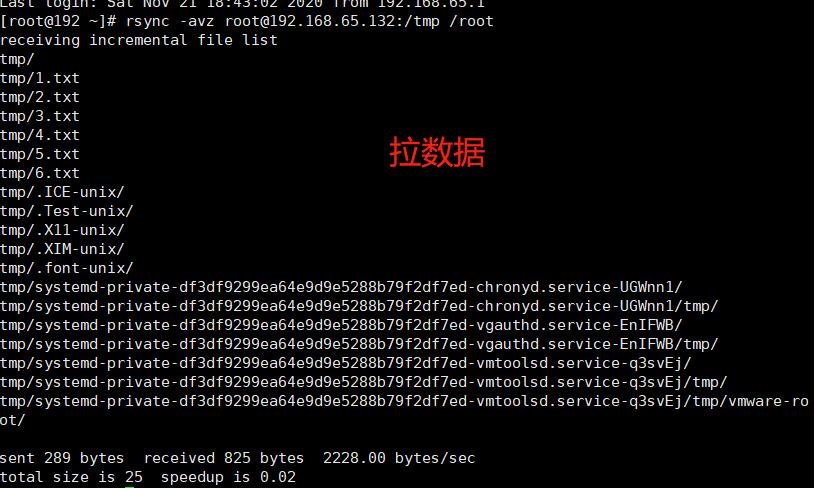 Last login: Sat Nov 21 18:43:02 2020 from 192.168.65.1
[root@192 ~]# rsync -avz root@192.168.65.132:/tmp /root
receiving incremental file list
tmp/
tmp/1.txt
tmp/2.txt
tmp/3.txt
tmp/4.txt
拉数据
tmp/5.txt
tmp/6.txt
tmp/.ICE-unix/
tmp/.Test-unix/
tmp/.X11-unix/
tmp/.XIM-unix/
tmp/.font-unix/
tmp/systemd-private-df3df9299ea64e9d9e5288b79f2df7ed-chronyd.service-UGWnn1/
tmp/systemd-private-df3df9299ea64e9d9e5288b79f2df7ed-chronyd.service-UGWnn1/tmp/
tmp/systemd-private-df3df9299ea64e9d9e5288b79f2df7ed-vgauthd.service-EnIFWB/
tmp/systemd-private-df3df9299ea64e9d9e5288b79f2df7ed-vgauthd.service-EnIFWB/tmp/
tmp/systemd-private-df3df9299ea64e9d9e5288b79f2df7ed-vmtoolsd.service-q3svEj/
tmp/systemd-private-df3df9299ea64e9d9e5288b79f2df7ed-vmtoolsd.service-q3svEj/tmp/
tmp/systemd-private-df3df9299ea64e9d9e5288b79f2df7ed-vmtoolsd.service-q3svEj/tmp/vmware-ro
ot/
sent 289 bytes  received 825 bytes  2228.00 bytes/sec
total size is 25  speedup is 0.02